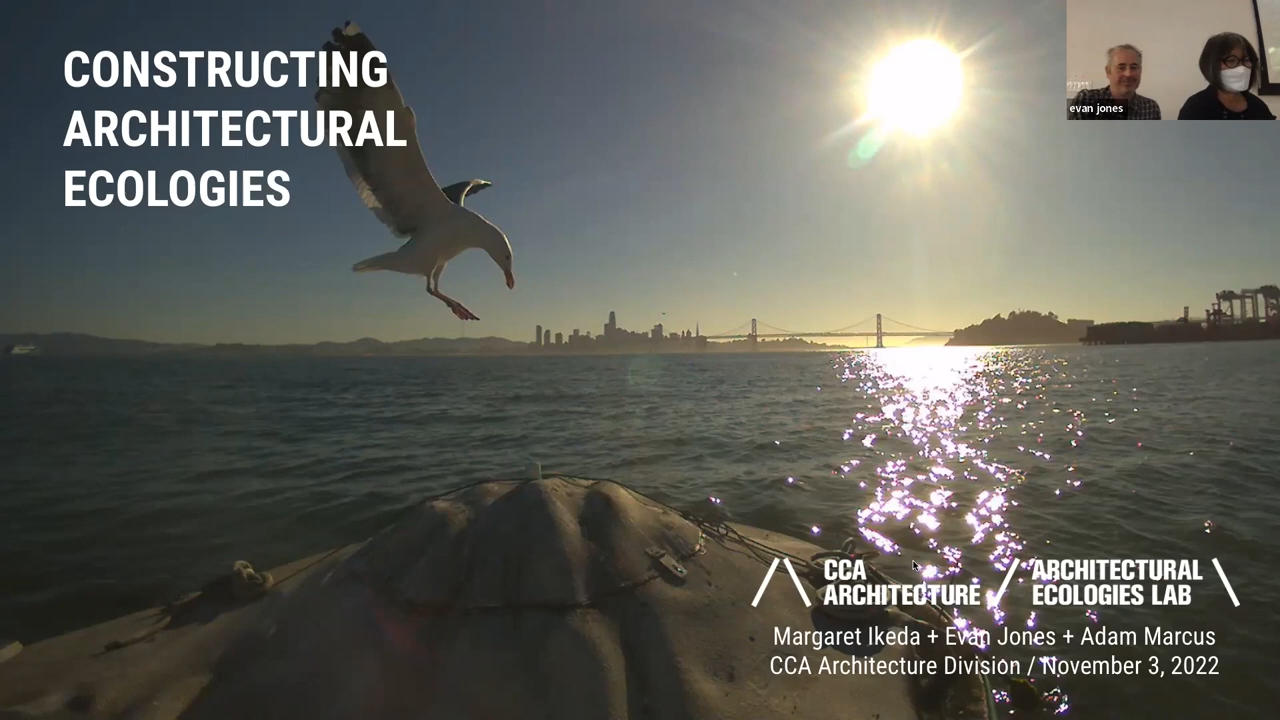 CONSTRUCTING
ARCHITECTURAL
ECOLOGIES
evan jones
CCA
ARCHITECTURE
ARCHITECTURAL
ECOLOGIES LAB
Margaret Ikeda + Evan Jones + Adam Marcus
CCA Architecture Division / November 3, 2022